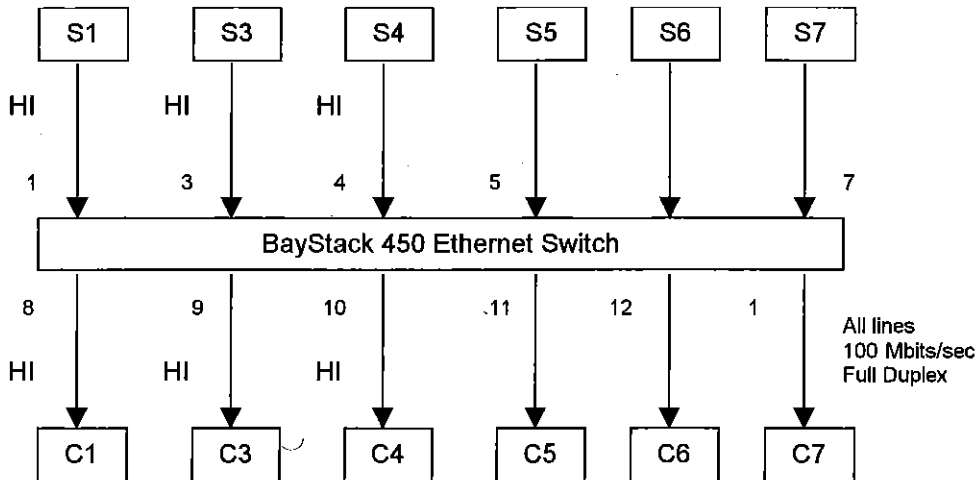 S1 S3 S4 S5 S6 S7
HI HI HI
1 3 4 5 7
BayStack 450 Ethernet Switch
8 9 10 11 12 1
All lines
100 Mbits/sec
Full Duplex
HI HI HI
C1 C3 C4 C5 C6 C7